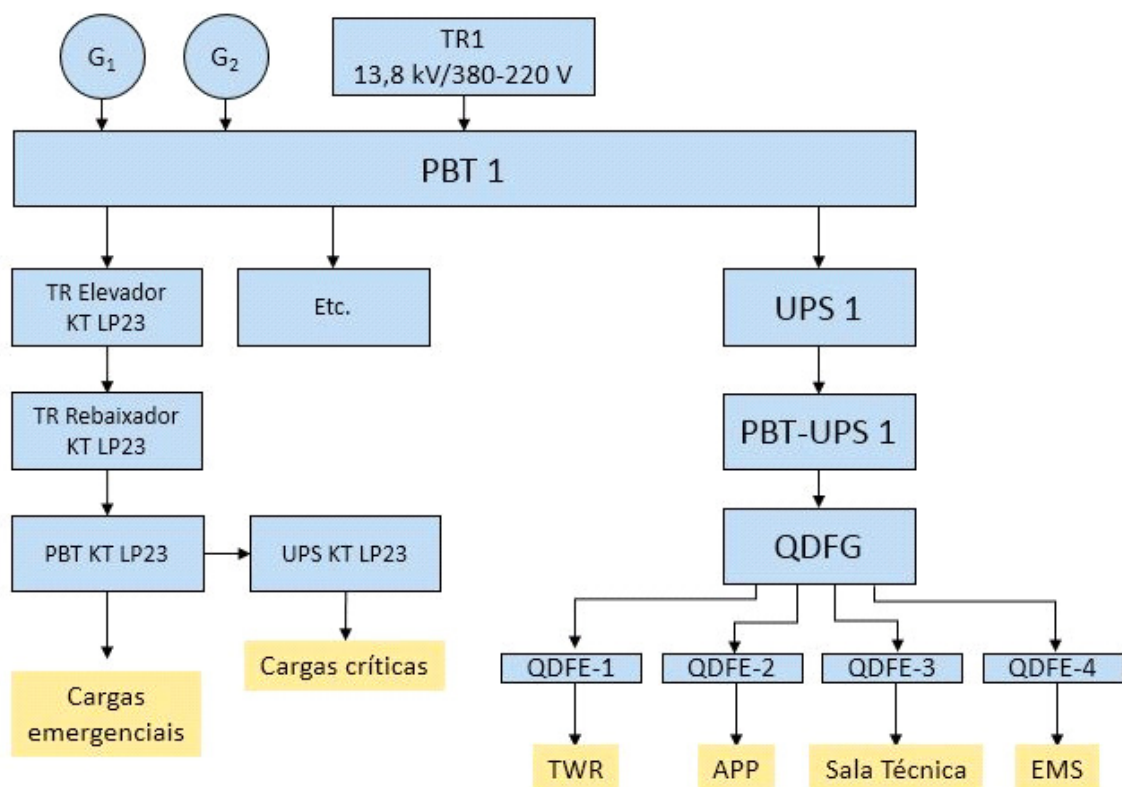 G1
G2
TR1
13,8 kV/380-220 V
PBT 1
TR Elevador
KT LP23
Etc.
UPS 1
TR Rebaixador
KT LP23
PBT-UPS 1
PBT KT LP23
UPS KT LP23
QDFG
Cargas críticas
Cargas
emergenciais
QDFE-1
QDFE-2
QDFE-3
QDFE-4
TWR
APP
Sala Técnica
EMS